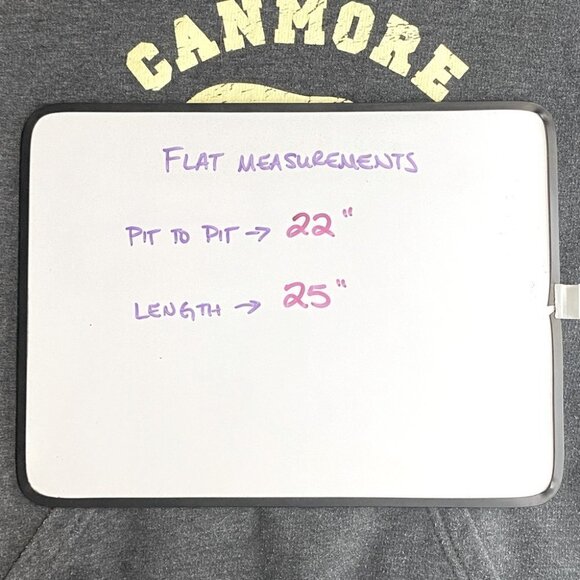 CANMORE
FLAT MEASUREMENTS
PIT TO PIT → 22"
LENGTH → 25"